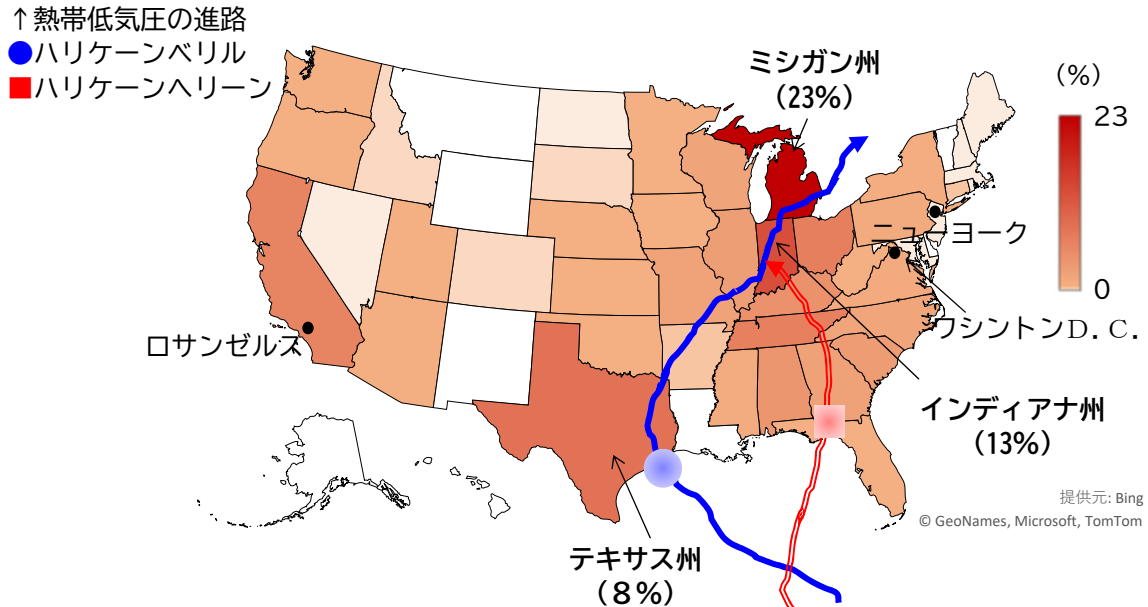 ↑熱帯低気圧の進路
●ハリケーンベリル
■ハリケーンヘリーン
ミシガン州
(23%)
(%)
23
0
ニューヨーク
ワシントンD.C.
ロサンゼルス
インディアナ州
(13%)
テキサス州
(8%)
提供元: Bing
© GeoNames, Microsoft, TomTom